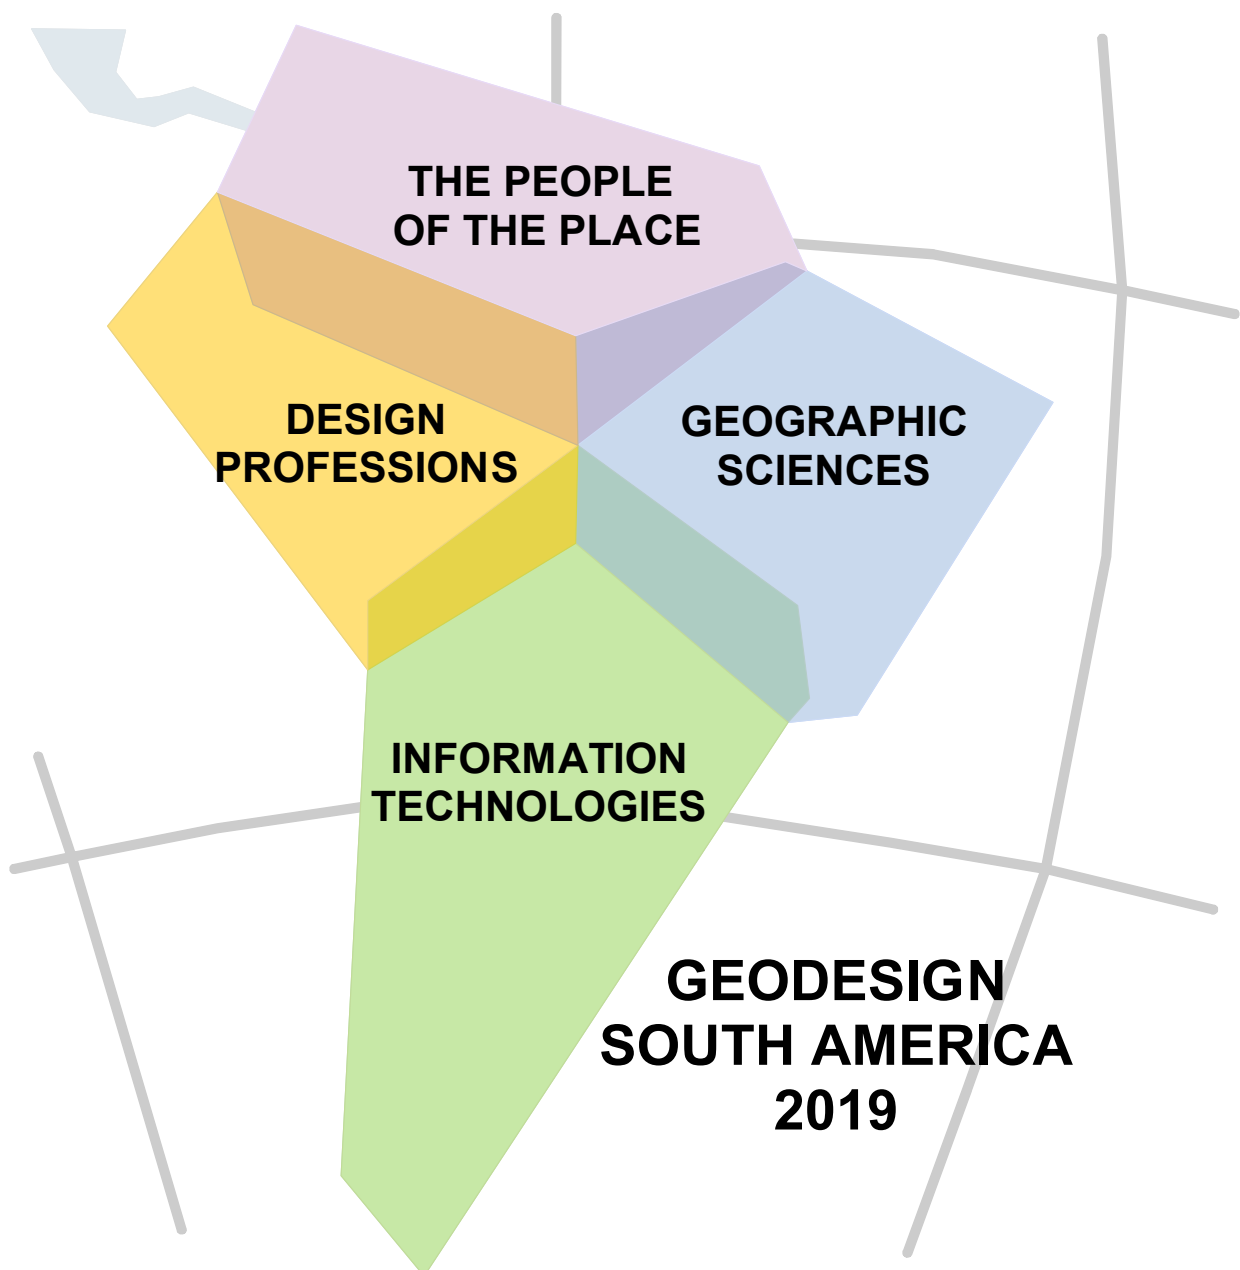 THE PEOPLE
OF THE PLACE
DESIGN
PROFESSIONS
GEOGRAPHIC
SCIENCES
INFORMATION
TECHNOLOGIES
GEODESIGN
SOUTH AMERICA
2019